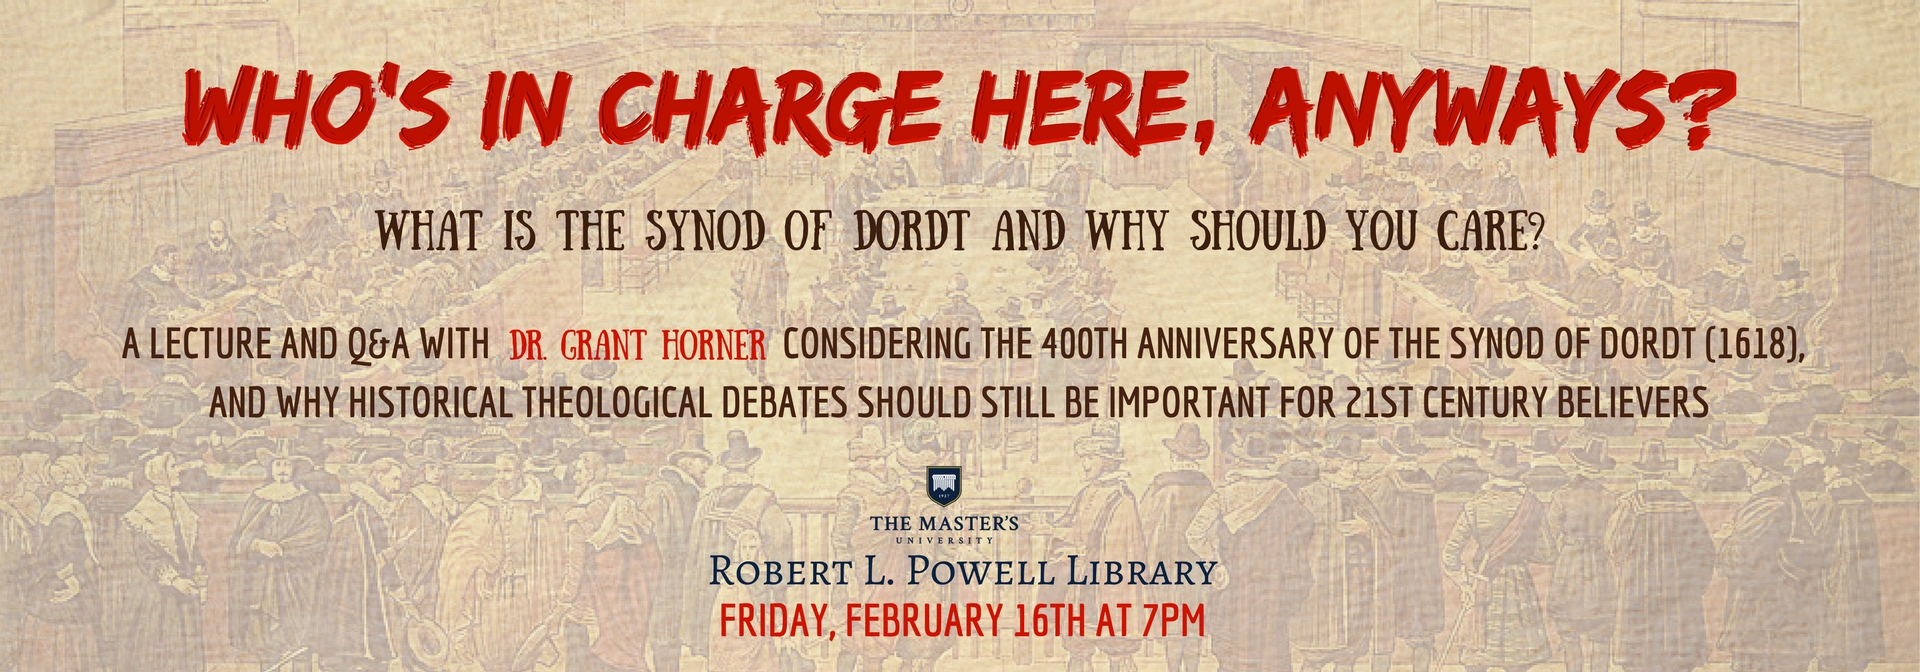 WHO'S IN CHARGE HERE, ANYWAYS?
WHAT IS THE SYNOD OF DORDT AND WHY SHOULD YOU CARE?
A LECTURE AND Q&A WITH DR. GRANT HORNER CONSIDERING THE 400TH ANNIVERSARY OF THE SYNOD OF DORDT (1618),
AND WHY HISTORICAL THEOLOGICAL DEBATES SHOULD STILL BE IMPORTANT FOR 21ST CENTURY BELIEVERS
1927
THE MASTER'S
UNIVERSITY
ROBERT L. POWELL LIBRARY
FRIDAY, FEBRUARY 16TH AT 7PM